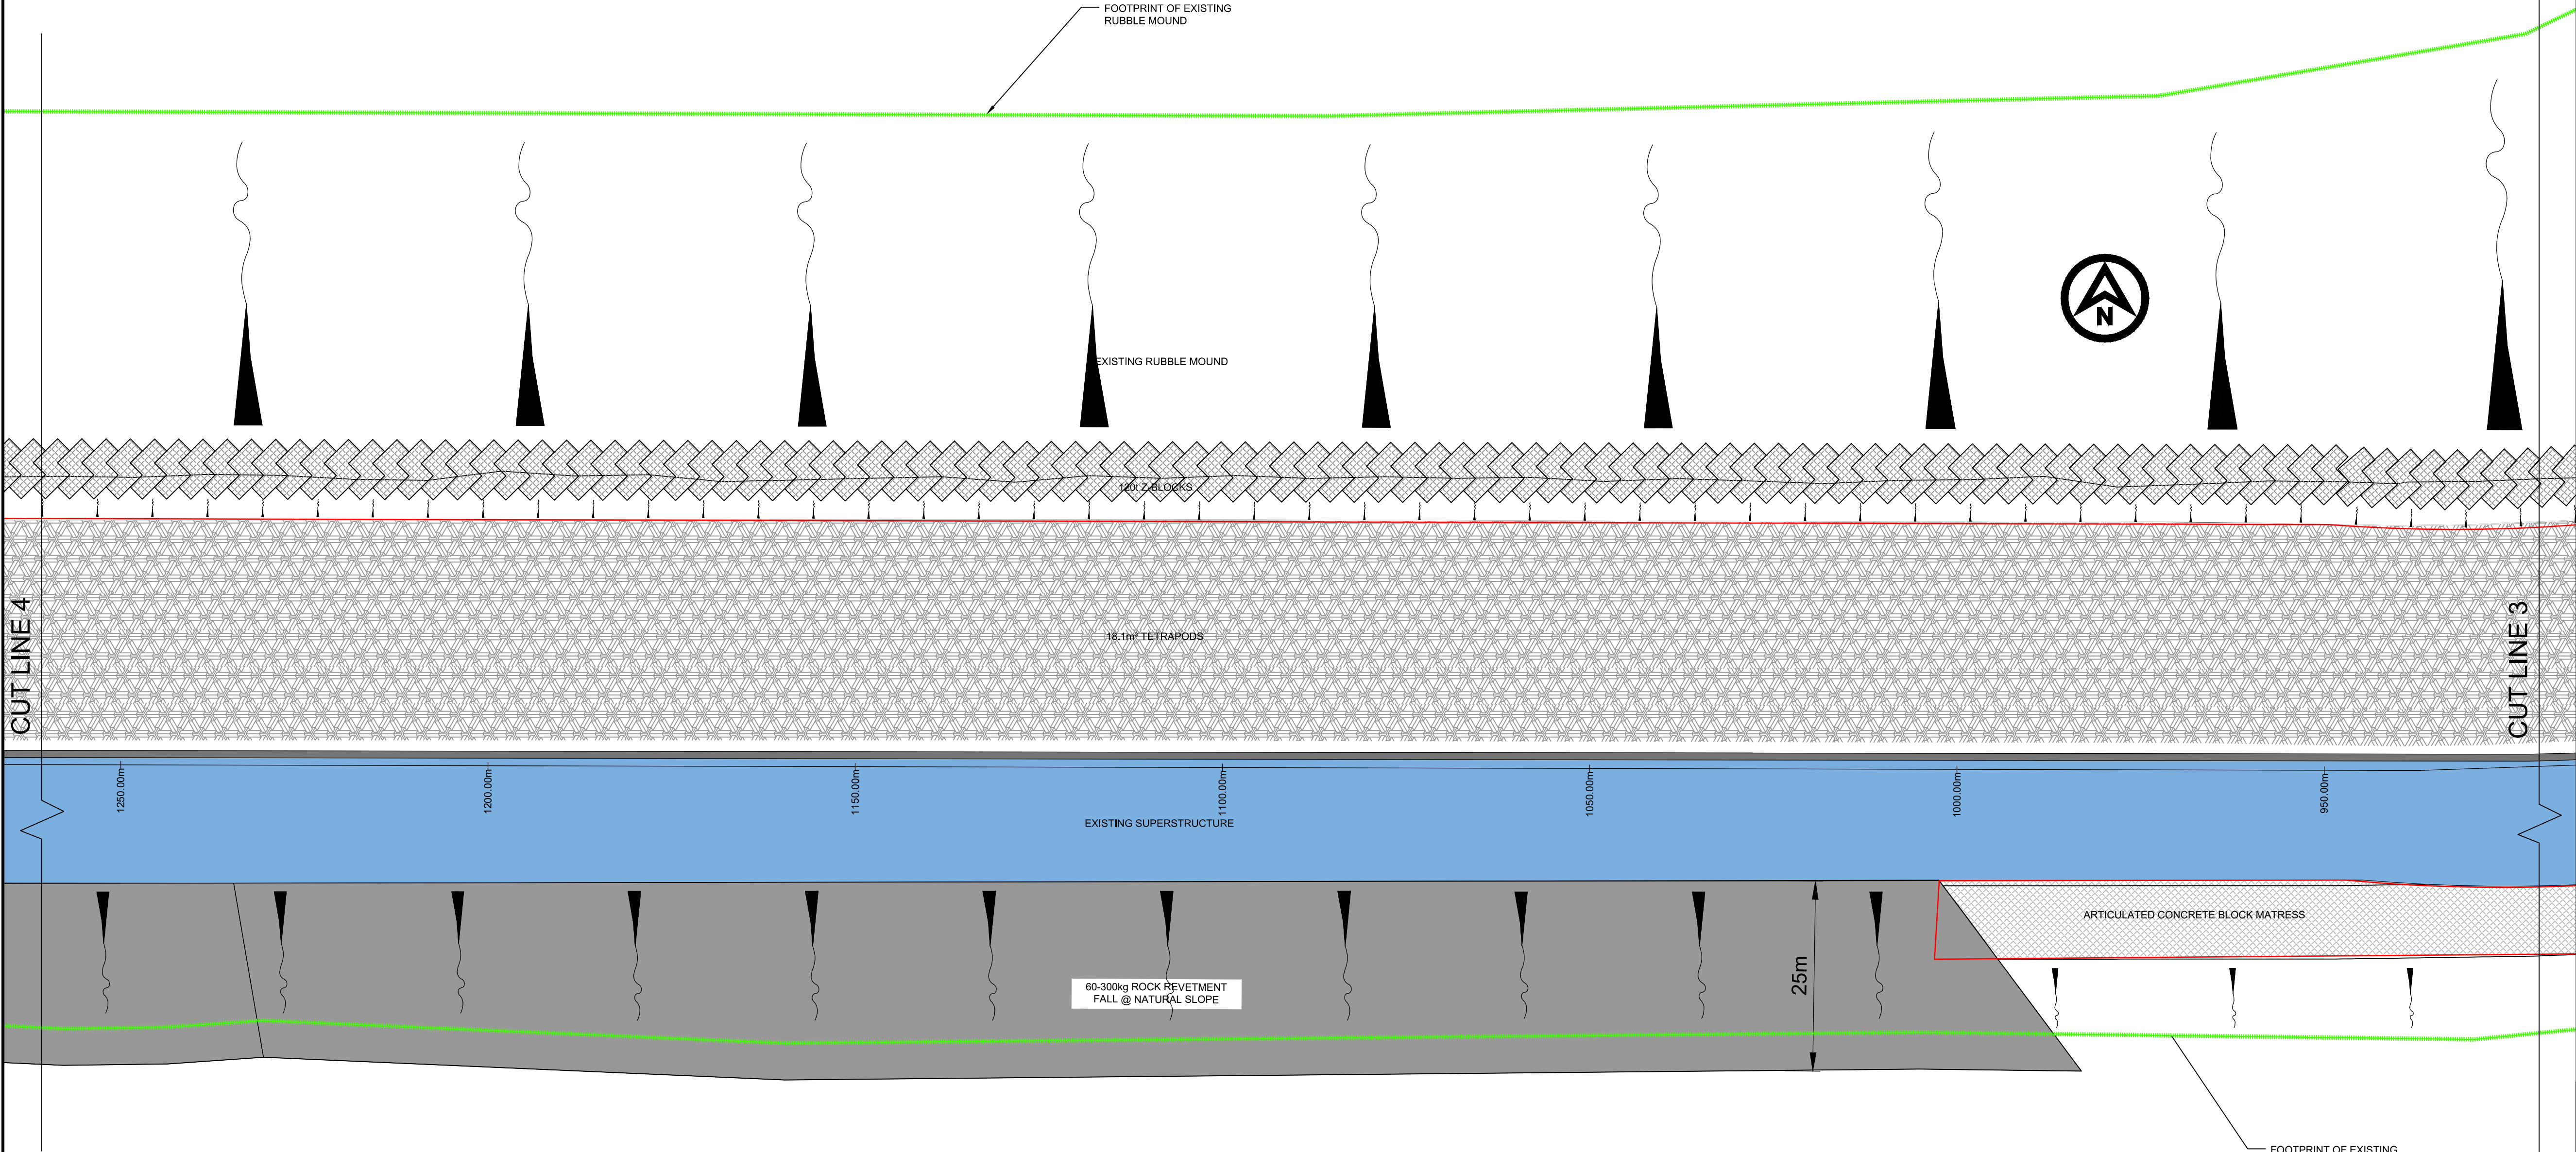 FOOTPRINT OF EXISTING
RUBBLE MOUND
N
EXISTING RUBBLE MOUND
120t Z-BLOCKS
CUT LINE 4
18.1m³ TETRAPODS
CUT LINE 3
1250.00m
1200.00m
1150.00m
1100.00m
1050.00m
1000.00m
950.00m
EXISTING SUPERSTRUCTURE
ARTICULATED CONCRETE BLOCK MATRESS
25m
60-300kg ROCK REVETMENT
FALL @ NATURAL SLOPE
FOOTPRINT OF EXISTING